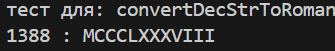 тест для: convertDecStrToRoman
1388 : MCCCLXXXVIII